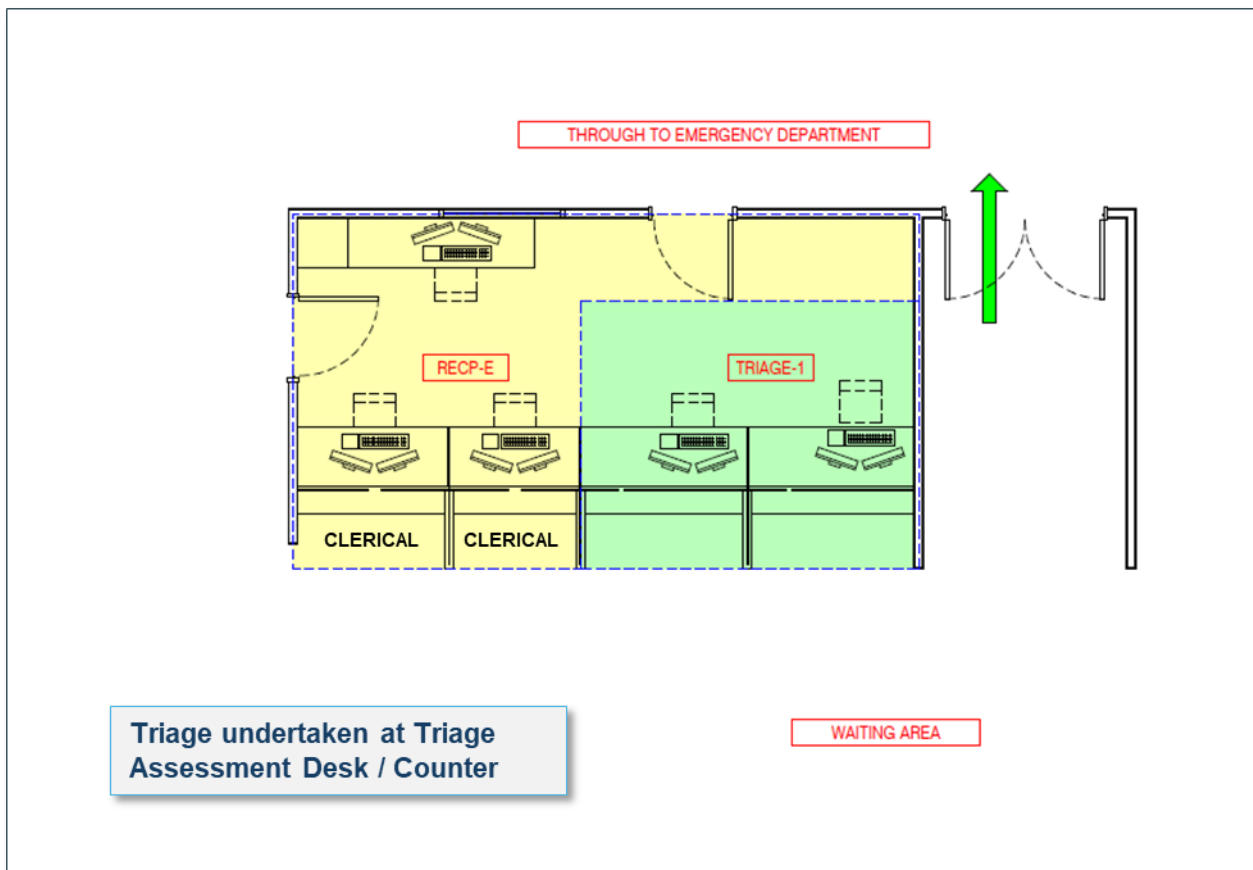 THROUGH TO EMERGENCY DEPARTMENT
RECP-E
TRIAGE-1
CLERICAL
CLERICAL
Triage undertaken at Triage
Assessment Desk / Counter
WAITING AREA